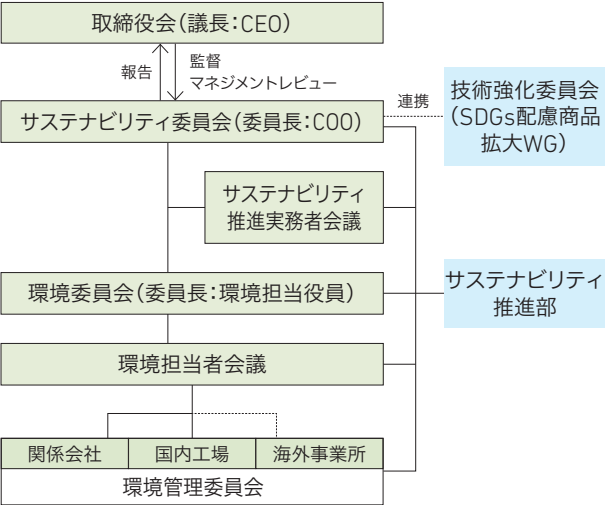 取締役会(議長:CEO)
報告
監督
マネジメントレビュー
サステナビリティ委員会(委員長:COO)
連携
技術強化委員会
(SDGs配慮商品
拡大WG)
サステナビリティ
推進実務者会議
環境委員会(委員長:環境担当役員)
サステナビリティ
推進部
環境担当者会議
関係会社
国内工場
海外事業所
環境管理委員会